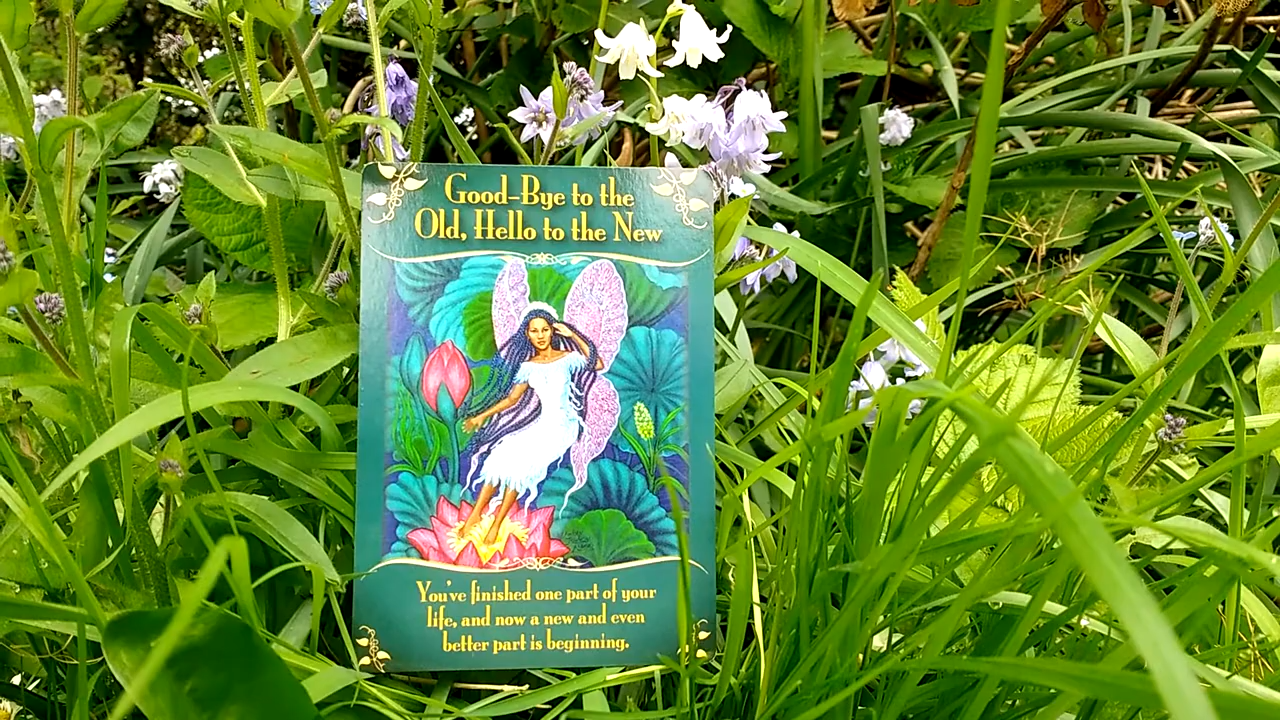 Good-Bye to the
Old, Hello to the New
You've finished one part of your
life, and now a new and even
better part is beginning.